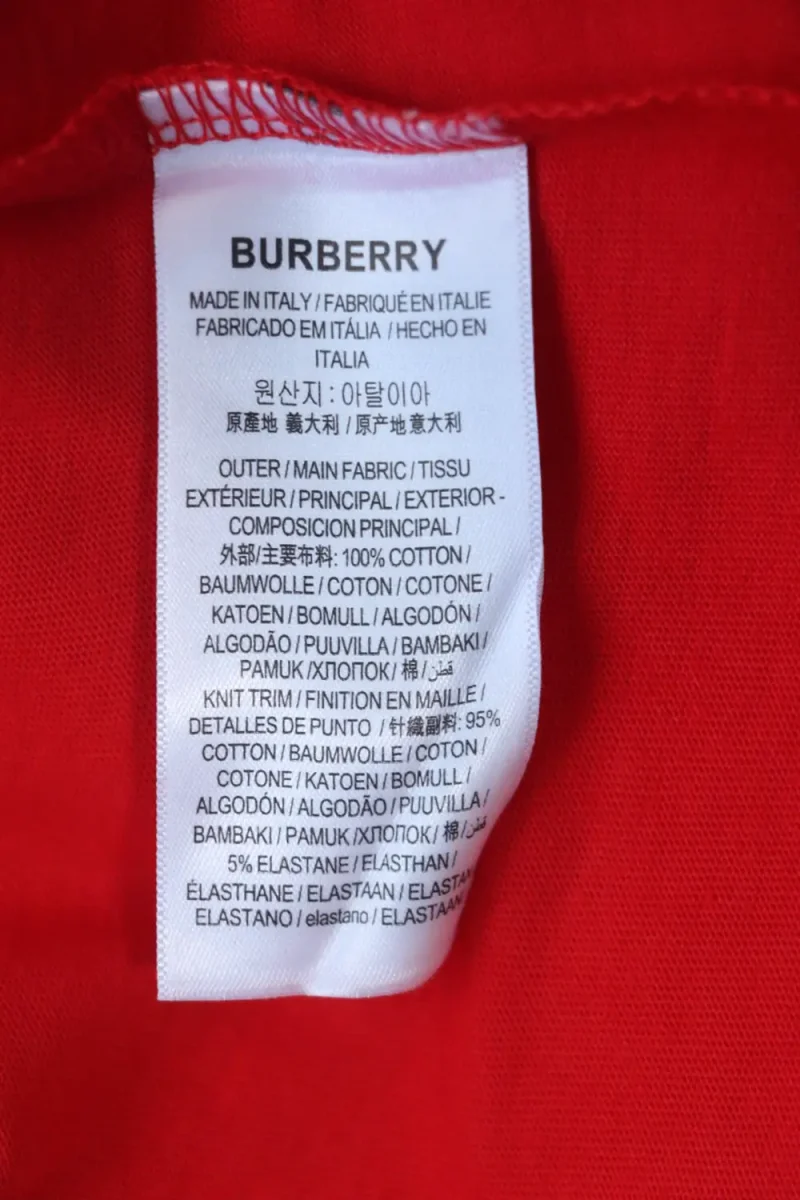 BURBERRY
MADE IN ITALY / FABRIQUÉ EN ITALIE
FABRICADO EM ITÁLIA / HECHO EN
ITALIA
원산지 : 아탈이아
原產地 義大利 / 原产地意大利
OUTER / MAIN FABRIC / TISSU
EXTÉRIEUR / PRINCIPAL / EXTERIOR -
COMPOSICION PRINCIPAL /
外部/主要布料: 100% COTTON /
BAUMWOLLE / COTON / COTONE /
KATOEN / BOMULL / ALGODÓN /
ALGODÃO / PUUVILLA / BAMBAKI /
PAMUK /ХЛОПОК/ 棉/قطن
KNIT TRIM / FINITION EN MAILLE /
DETALLES DE PUNTO / 针織副料: 95%
COTTON / BAUMWOLLE / COTON /
COTONE / KATOEN / BOMULL /
ALGODÓN / ALGODÃO / PUUVILLA /
BAMBAKI / PAMUK /ХЛОПОК/ 棉/قطن
5% ELASTANE / ELASTHAN /
ÉLASTHANE / ELASTAAN / ELASTAN
ELASTANO / elastano / ELASTAAN